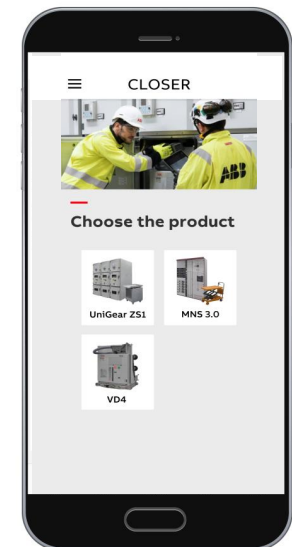 CLOSER
ABB
Choose the product
UniGear ZS1
MNS 3.0
VD4